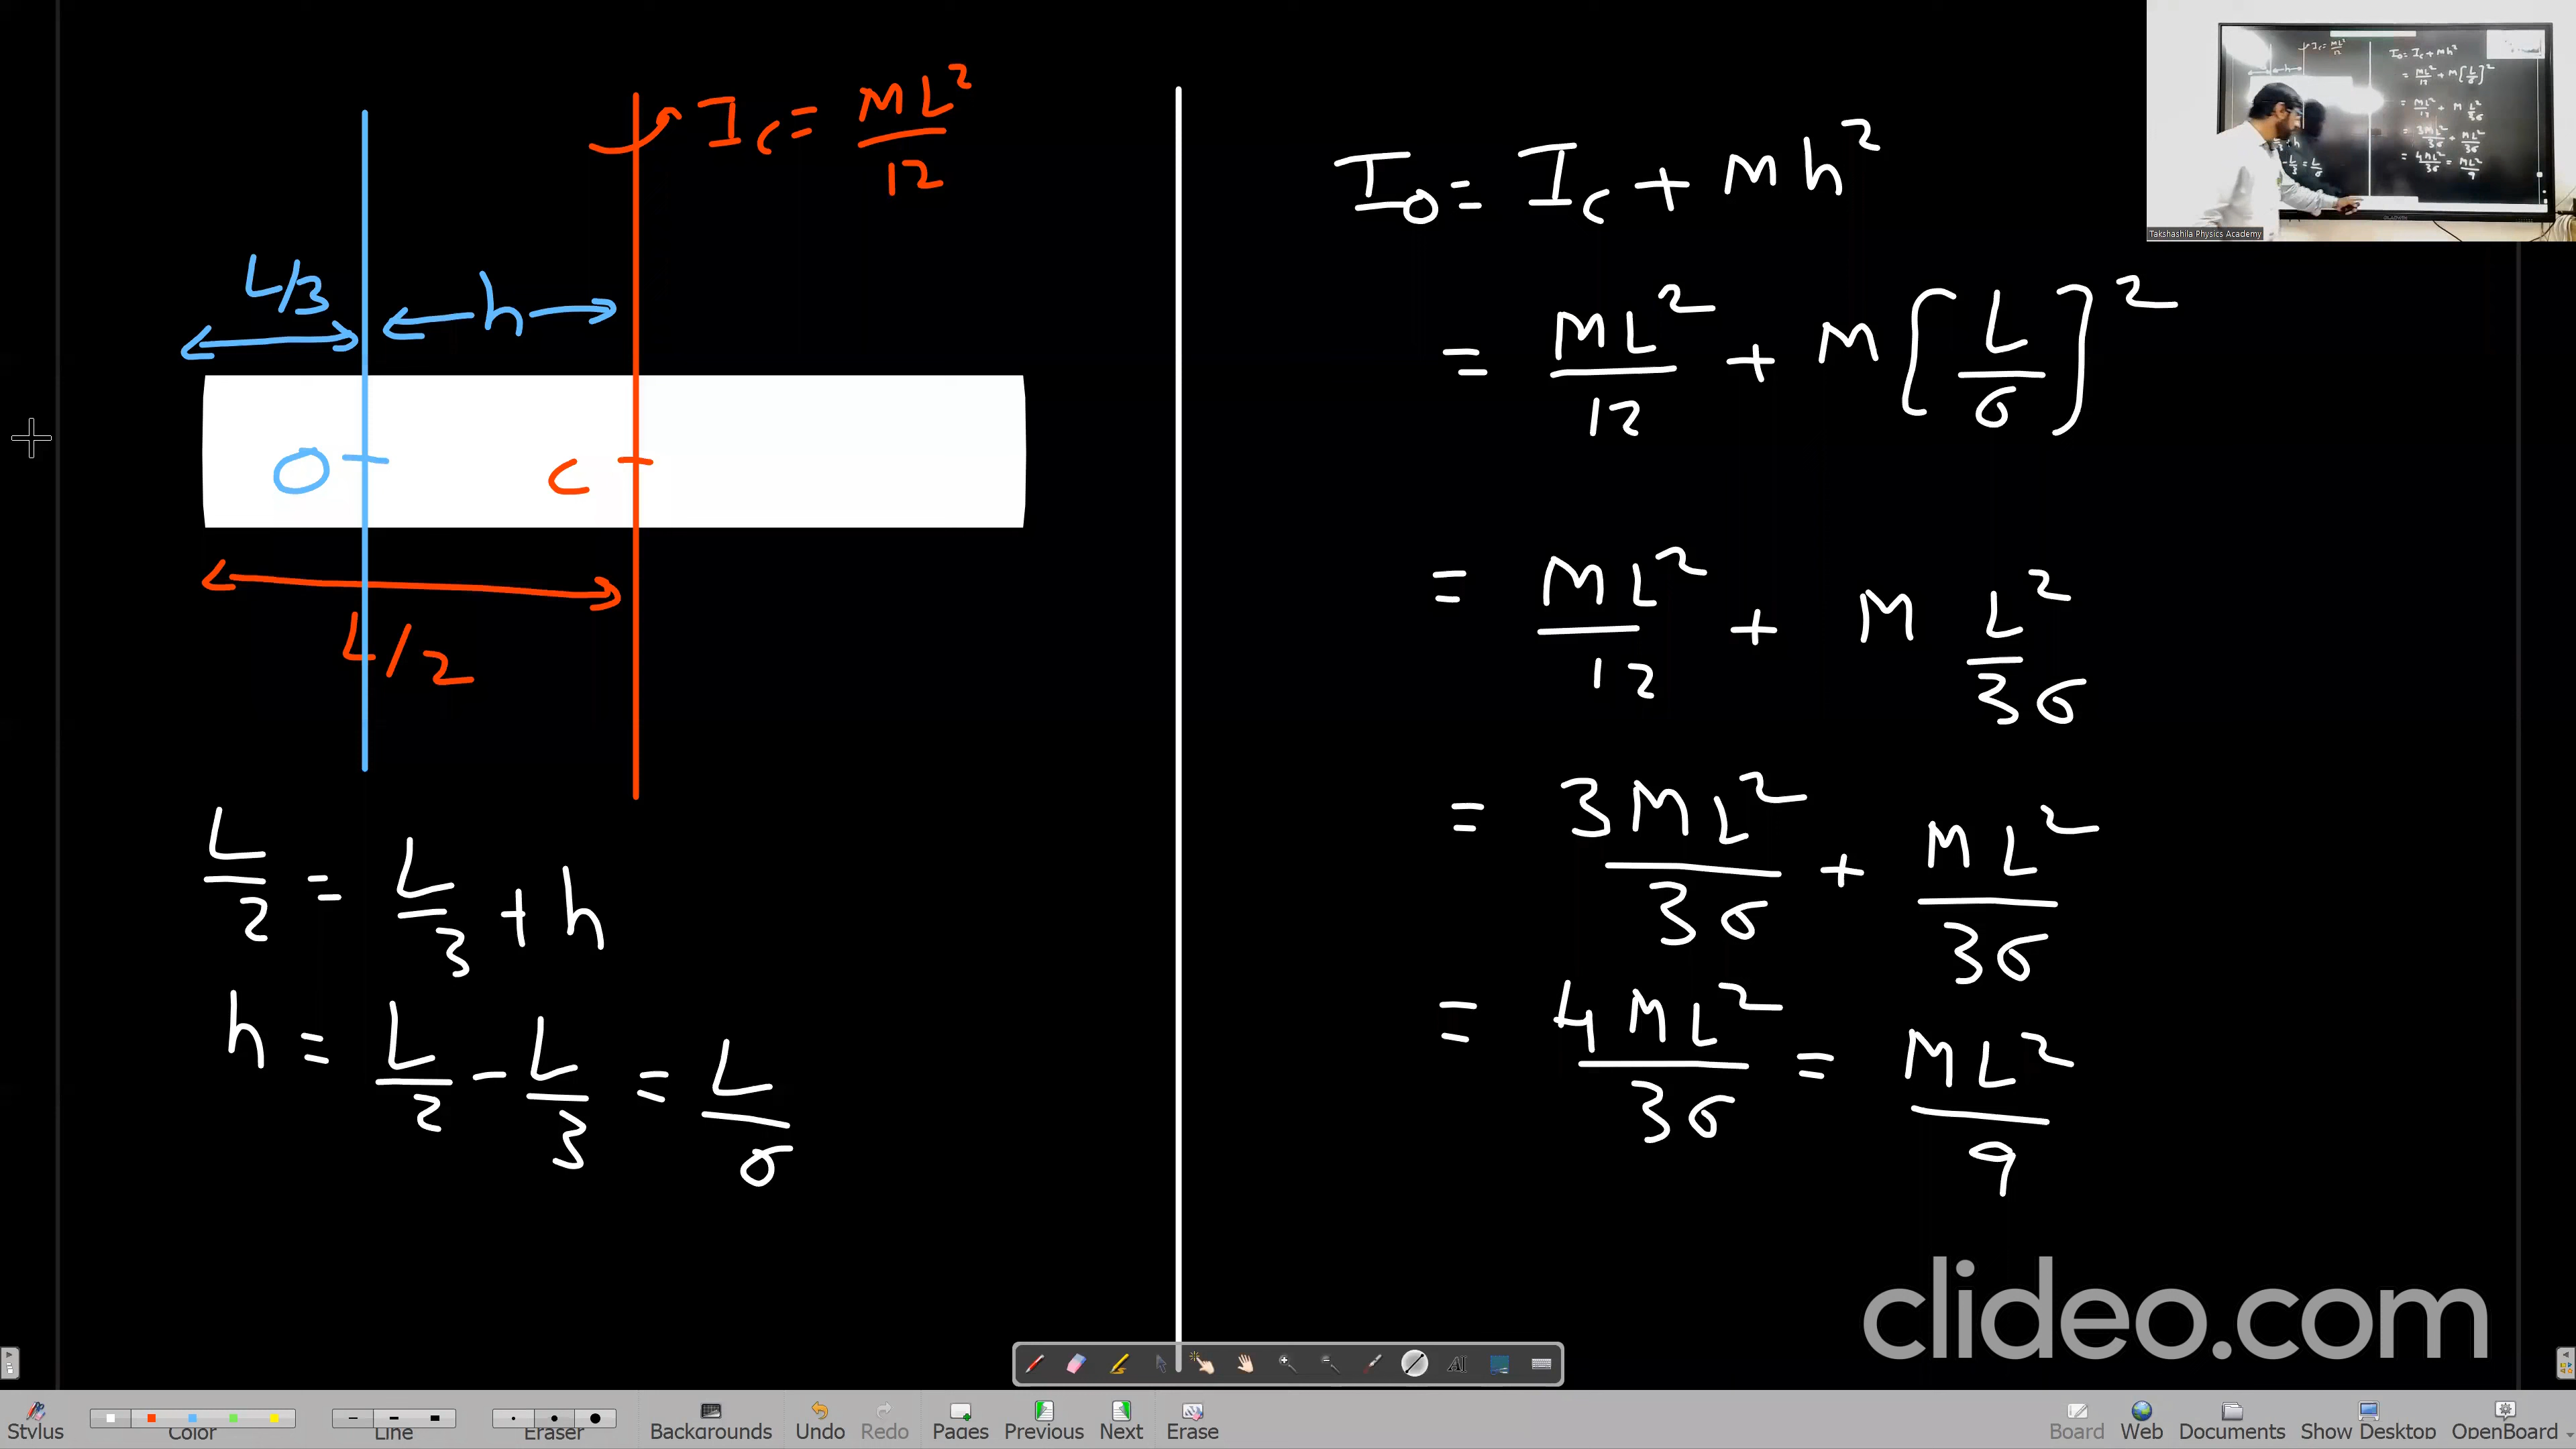 I_C = ML²/12
L/3
h
O
C
L/2
L/2 = L/3 + h
h = L/2 - L/3 = L/6
I_O = I_C + Mh²
= ML²/12 + M[L/6]²
= ML²/12 + M L²/36
= 3ML²/36 + ML²/36
= 4ML²/36 = ML²/9
Takshashila Physics Academy
clideo.com
AI
Stylus Color Line Eraser Backgrounds Undo Redo Pages Previous Next Erase Board Web Documents Show Desktop OpenBoard